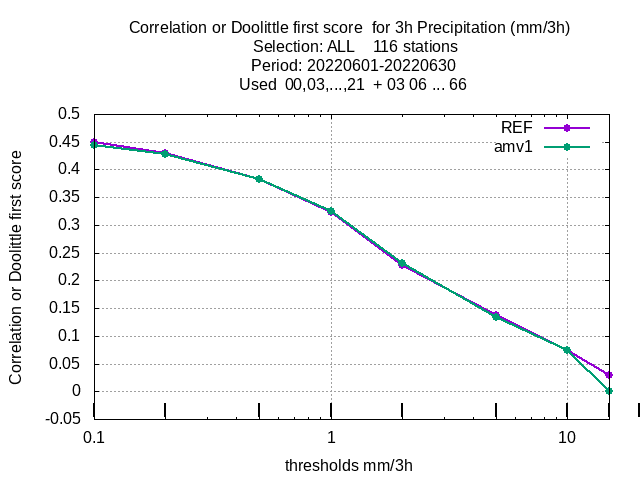 Correlation or Doolittle first score  for 3h Precipitation (mm/3h)
Selection: ALL    116 stations
Period: 20220601-20220630
Used  00,03,...,21  + 03 06 ... 66
REF
amv1
0.5
0.45
0.4
0.35
0.3
0.25
0.2
0.15
0.1
0.05
0
-0.05
Correlation or Doolittle first score
0.1
1
10
thresholds mm/3h